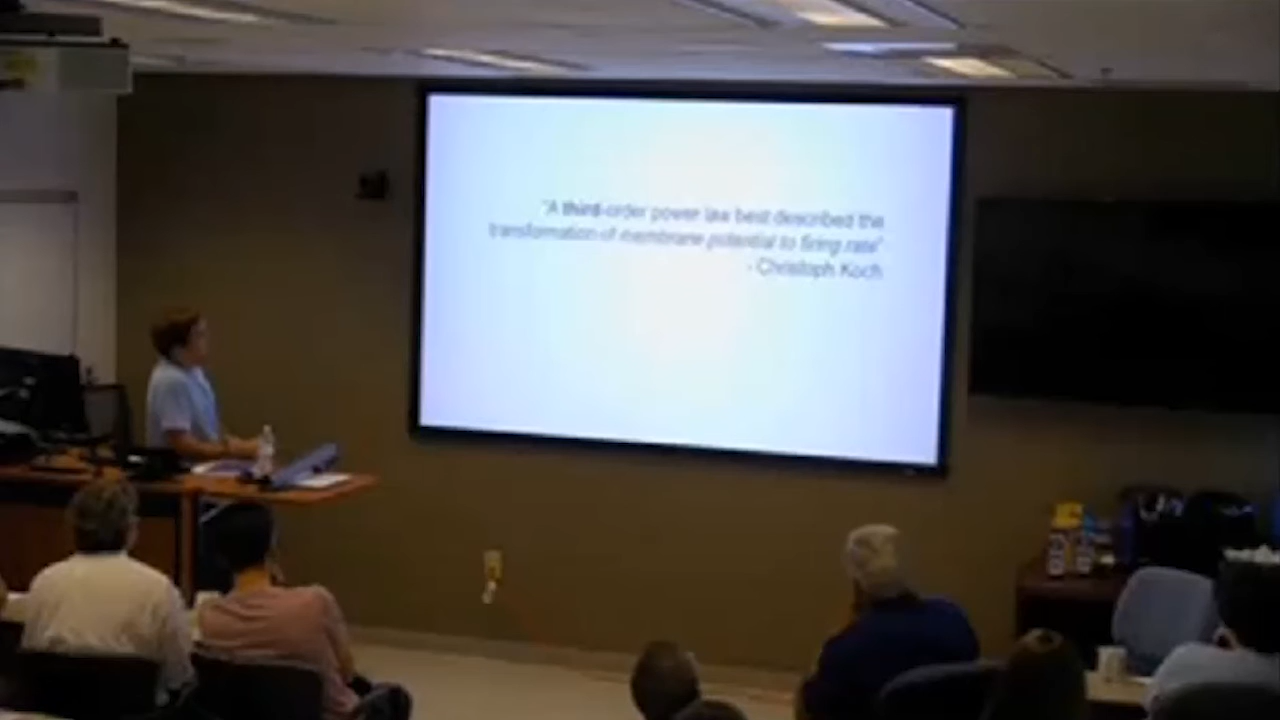 "A third-order power law best described the
transformation of membrane potential to firing rate"
- Christoph Koch